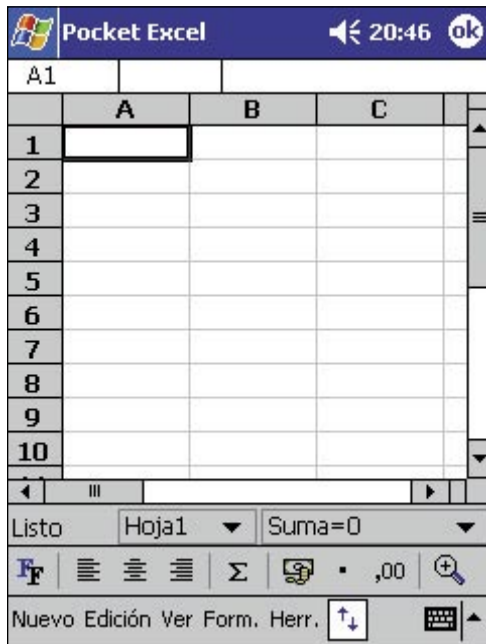 Pocket Excel 20:46 ok
A1
A B C
1
2
3
4
5
6
7
8
9
10
Listo Hoja1 Suma=0
FF Σ . ,00
Nuevo Edición Ver Form. Herr.